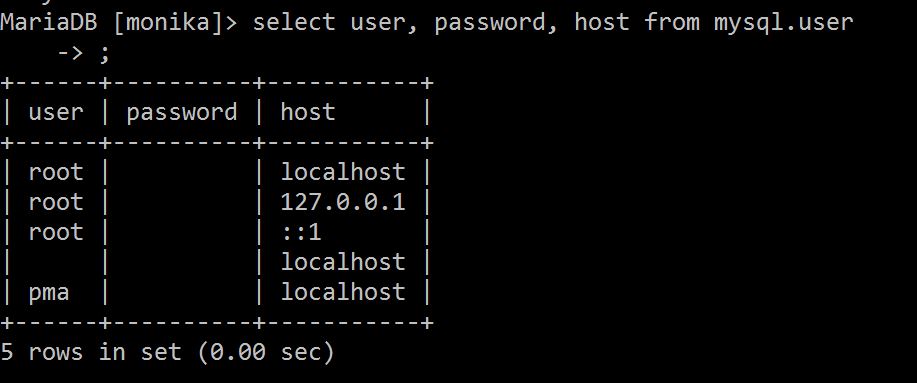 MariaDB [monika]> select user, password, host from mysql.user
    -> ;
+------+----------+-----------+
| user | password | host      |
+------+----------+-----------+
| root |          | localhost |
| root |          | 127.0.0.1 |
| root |          | ::1       |
|      |          | localhost |
| pma  |          | localhost |
+------+----------+-----------+
5 rows in set (0.00 sec)